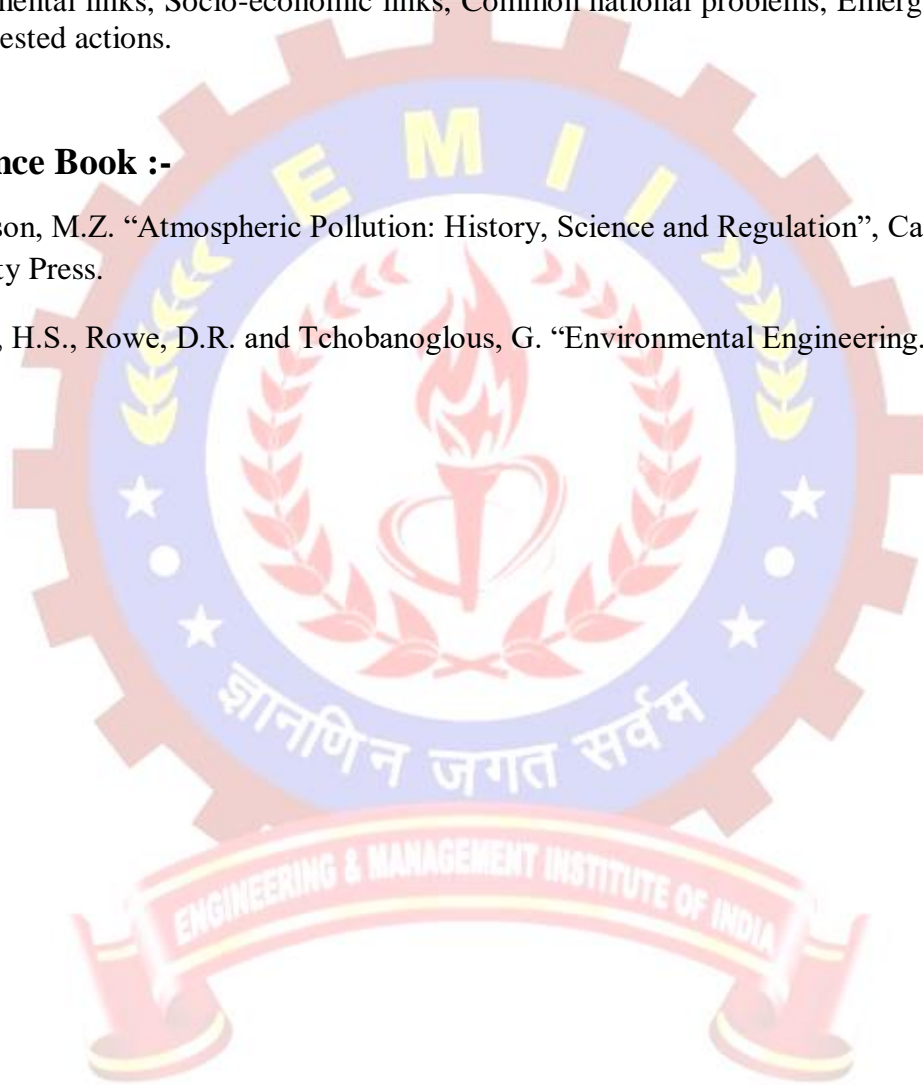 mental links, Socio-economic links, Common national problems, Emerg
ested actions.
nce Book :-
son, M.Z. “Atmospheric Pollution: History, Science and Regulation”, Ca
ty Press.
, H.S., Rowe, D.R. and Tchobanoglous, G. “Environmental Engineering.
E M I I
ज्ञानणिन जगत सर्वम
ENGINEERING & MANAGEMENT INSTITUTE OF INDIA